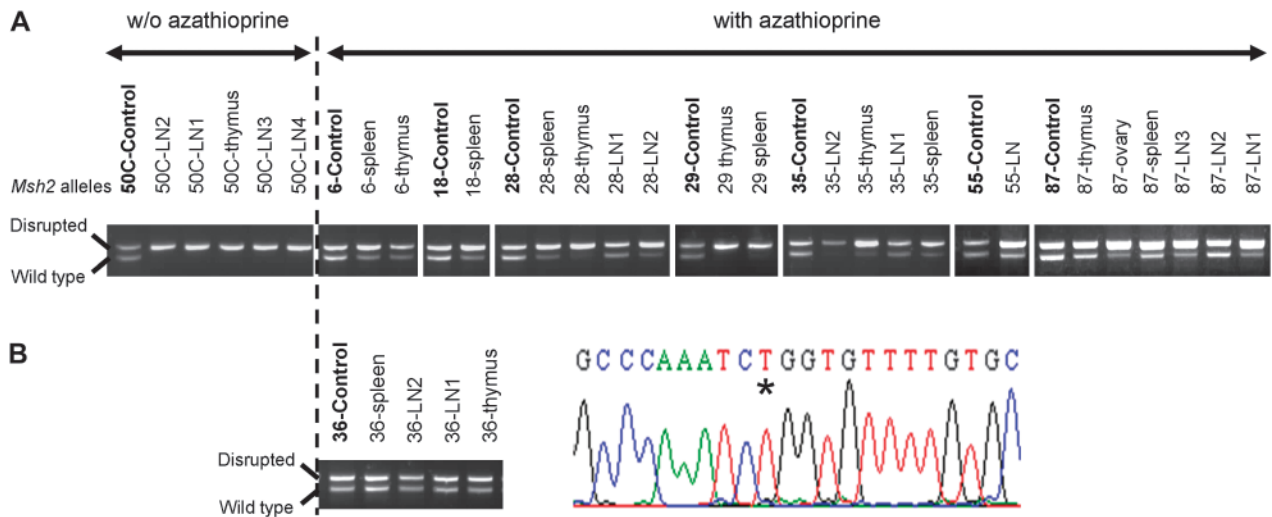 A
w/o azathioprine
with azathioprine
Msh2 alleles
50C-Control
50C-LN2
50C-LN1
50C-thymus
50C-LN3
50C-LN4
6-Control
6-spleen
6-thymus
18-Control
18-spleen
28-Control
28-spleen
28-thymus
28-LN1
28-LN2
29-Control
29 thymus
29 spleen
35-Control
35-LN2
35-thymus
35-LN1
35-spleen
55-Control
55-LN
87-Control
87-thymus
87-ovary
87-spleen
87-LN3
87-LN2
87-LN1
Disrupted
Wild type
B
36-Control
36-spleen
36-LN2
36-LN1
36-thymus
Disrupted
Wild type
GCCCAAATCTGGTGTTTTGTGC
*